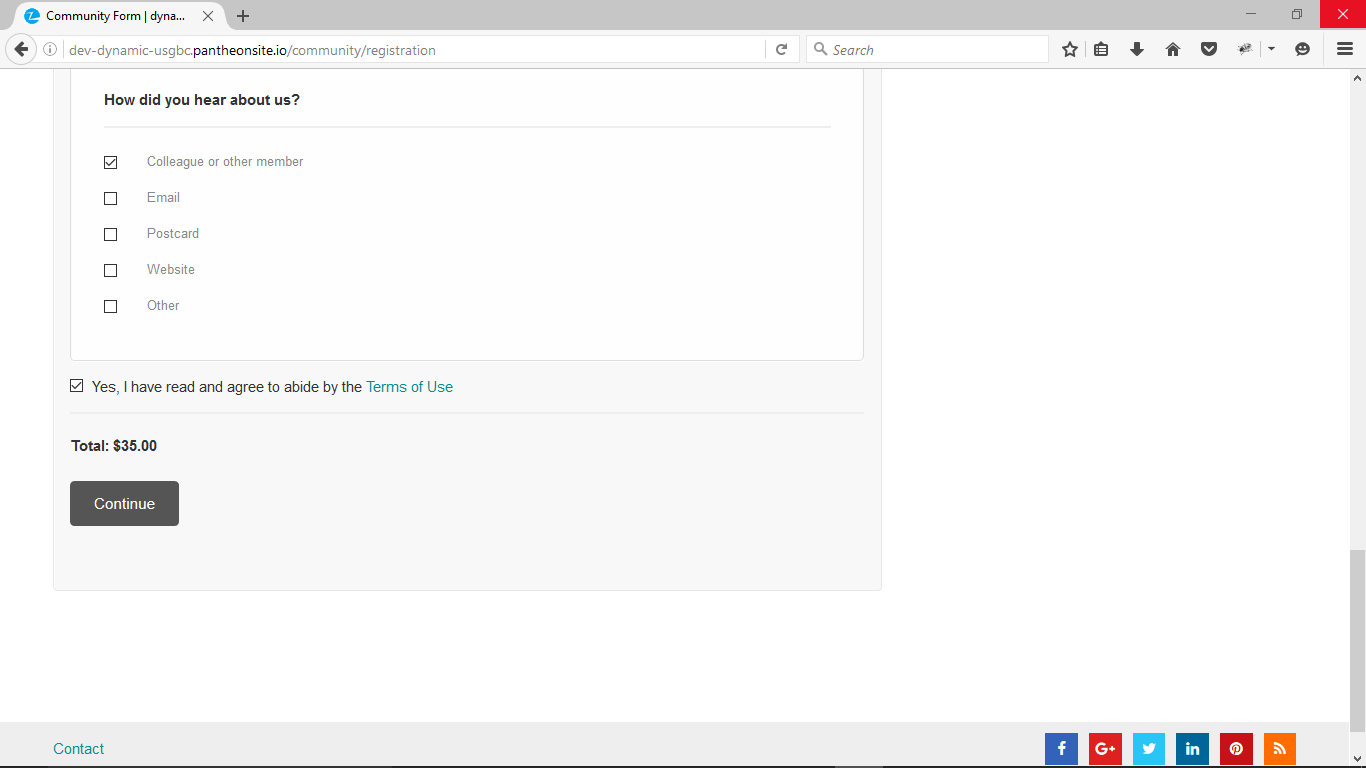 Community Form | dyna...
dev-dynamic-usgbc.pantheonsite.io/community/registration
Search
How did you hear about us?
Colleague or other member
Email
Postcard
Website
Other
Yes, I have read and agree to abide by the Terms of Use
Total: $35.00
Continue
Contact